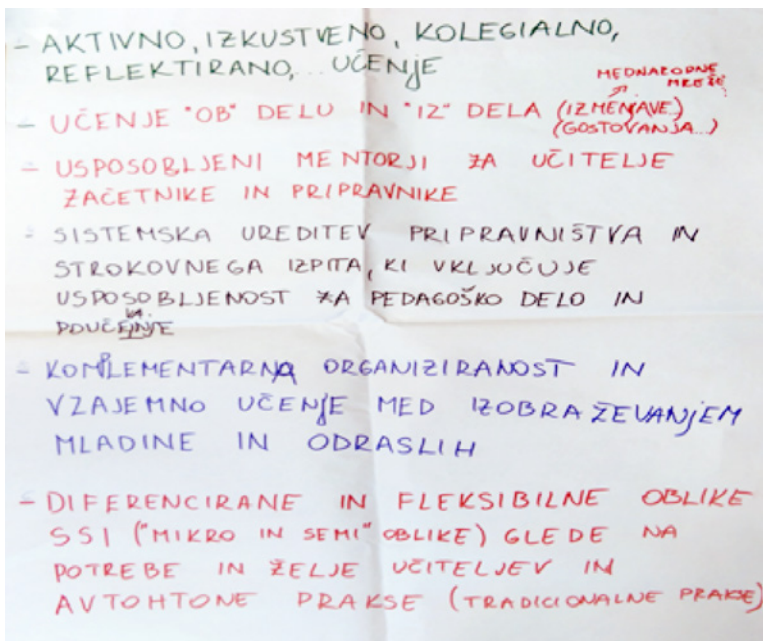 - AKTIVNO, IZKUSTVENO, KOLEGIALNO,
REFLEKTIRANO,... UČENJE
MEDNARODNE
MREŽE
- UČENJE "OB" DELU IN "IZ" DELA (IZMENJAVE)
(GOSTOVANJA...)
- USPOSOBLJENI MENTORJI ZA UČITELJE
ZAČETNIKE IN PRIPRAVNIKE
- SISTEMSKA UREDITEV PRIPRAVNIŠTVA IN
STROKOVNEGA IZPITA, KI VKLJUČUJE
USPOSOBLJENOST ZA PEDAGOŠKO DELO IN
POUČEVANJE
- KOMPLEMENTARNA ORGANIZIRANOST IN
VZAJEMNO UČENJE MED IZOBRAŽEVANJEM
MLADINE IN ODRASLIH
- DIFERENCIRANE IN FLEKSIBILNE OBLIKE
SSI ("MIKRO IN SEMI" OBLIKE) GLEDE NA
POTREBE IN ŽELJE UČITELJEV IN
AVTOHTONE PRAKSE (TRADICIONALNE PRAKSE)